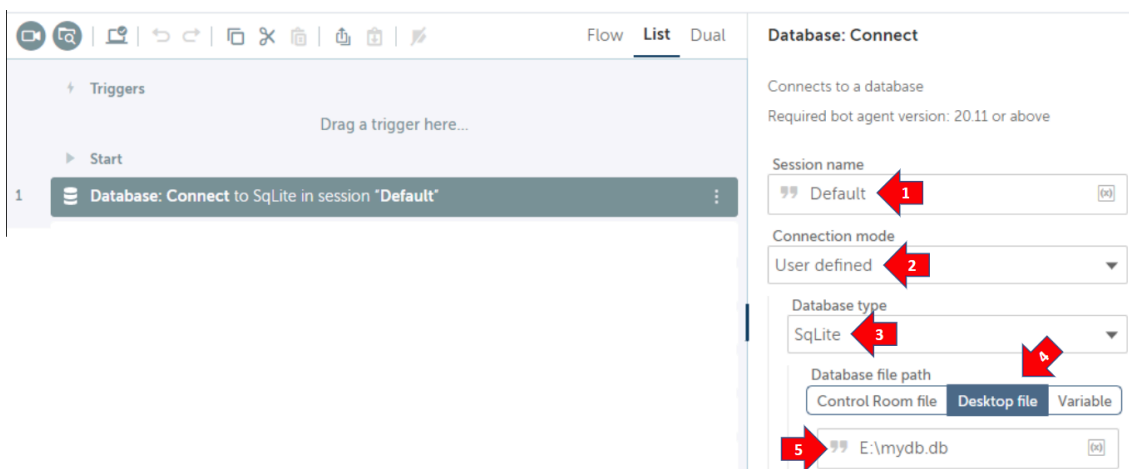 Flow List Dual
Triggers
Drag a trigger here...
Start
1 Database: Connect to SqLite in session "Default"
Database: Connect
Connects to a database
Required bot agent version: 20.11 or above
Session name
Default 1 (x)
Connection mode
User defined 2
Database type
SqLite 3
4
Database file path
Control Room file Desktop file Variable
5 E:\mydb.db (x)